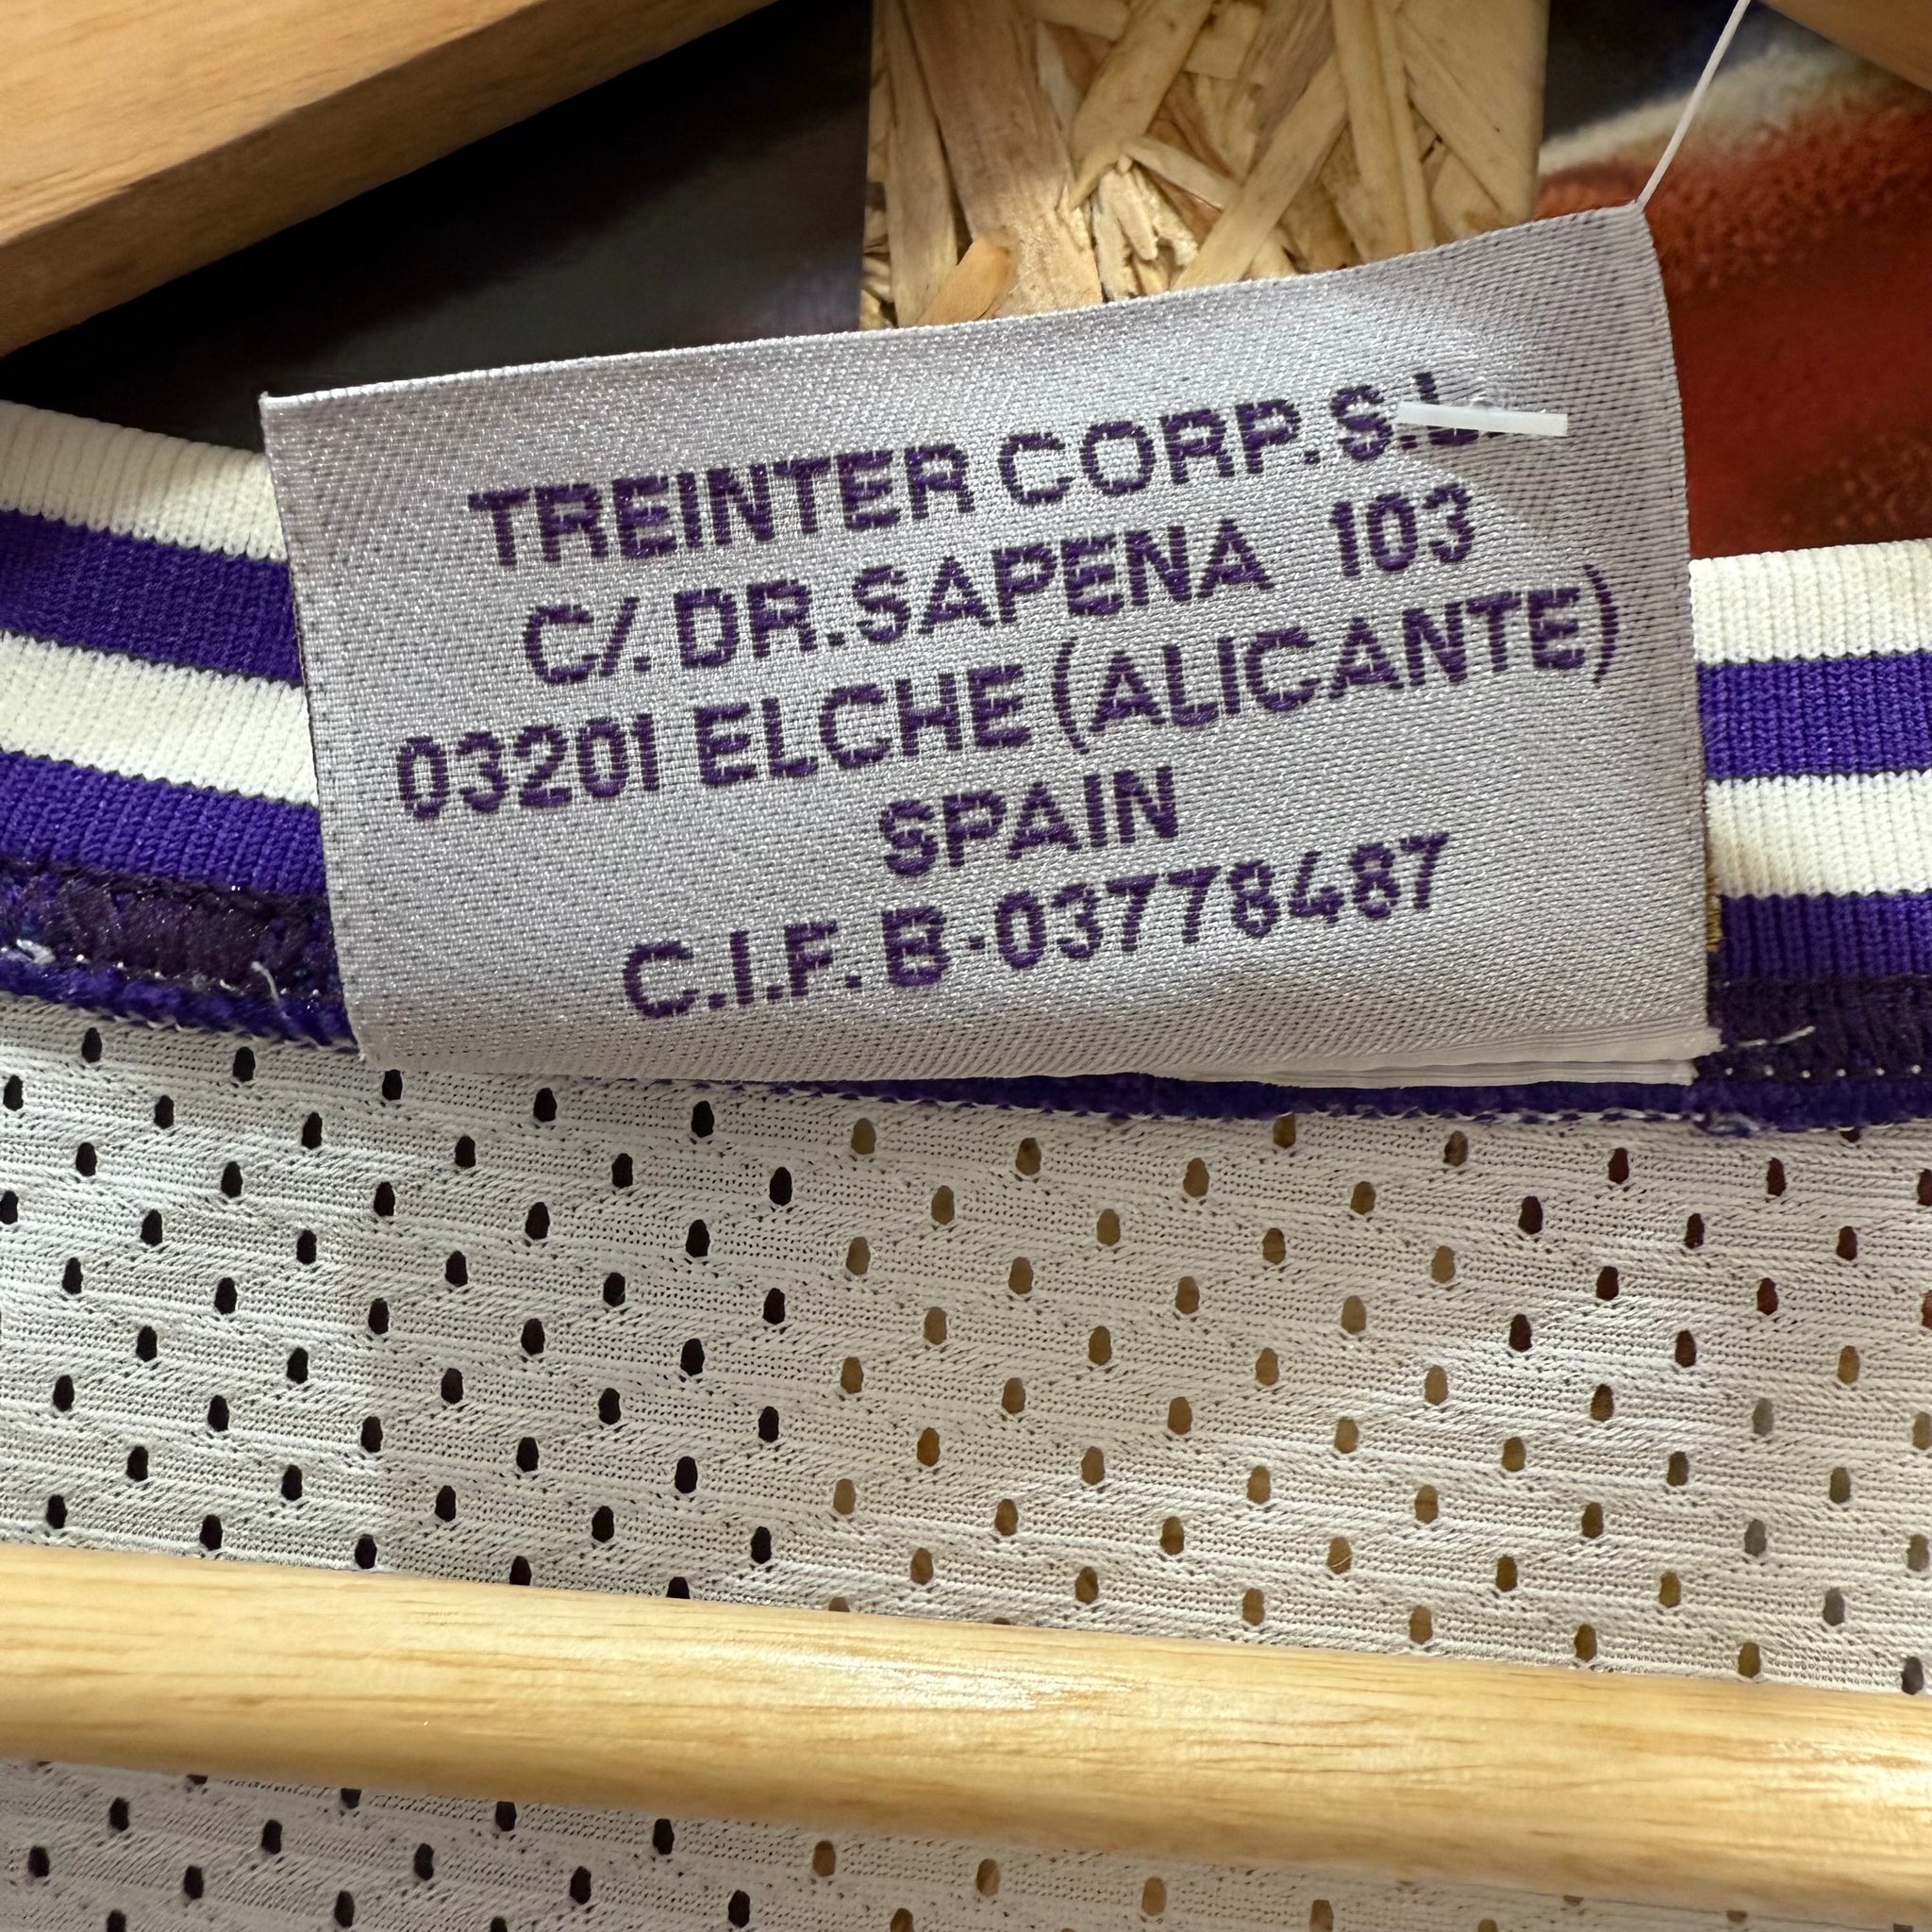 TREINTER CORP. S.L.
C/. DR. SAPENA 103
03201 ELCHE (ALICANTE)
SPAIN
C.I.F. B-03778487